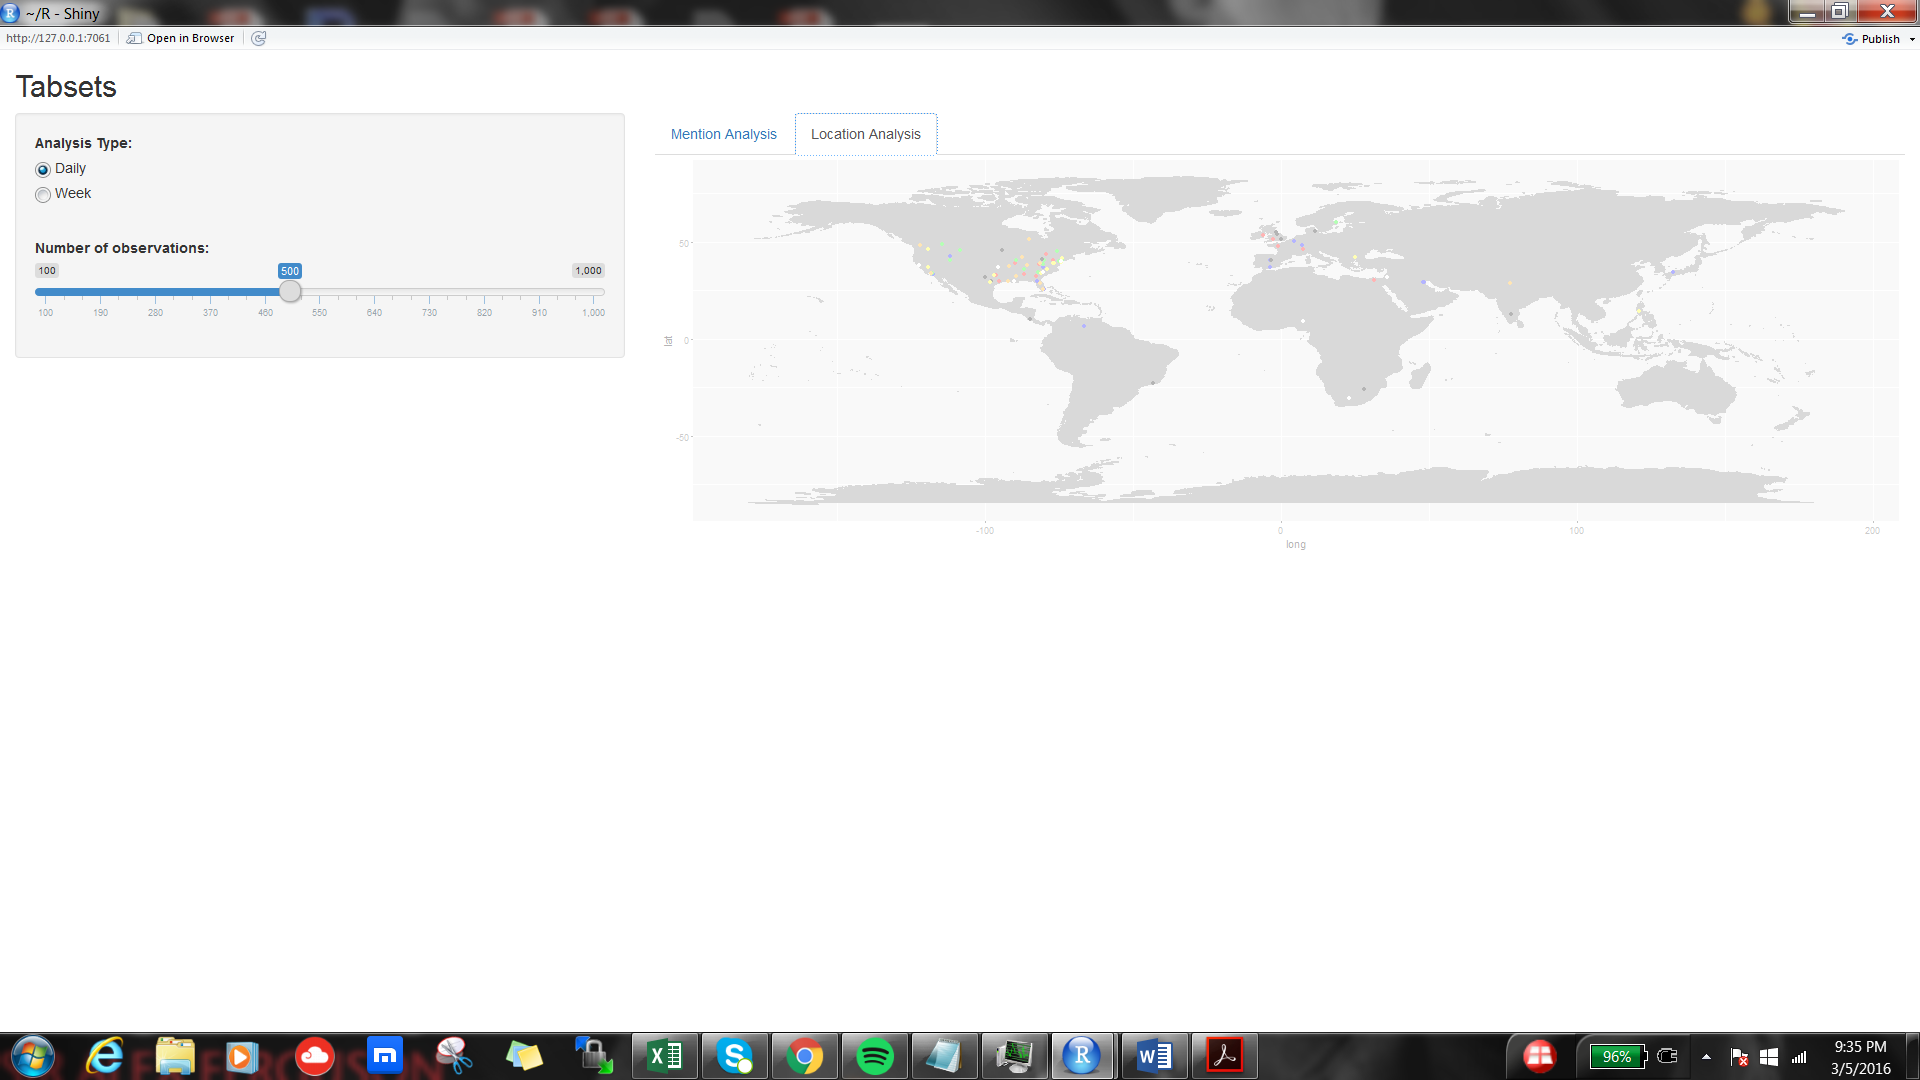 ~/R - Shiny
http://127.0.0.1:7061 Open in Browser Publish
Tabsets
Analysis Type:
Daily
Week
Number of observations:
100 500 1,000
100 190 280 370 460 550 640 730 820 910 1,000
Mention Analysis Location Analysis
lat
50
0
-50
-100 0 100 200
long
96%
9:35 PM
3/5/2016